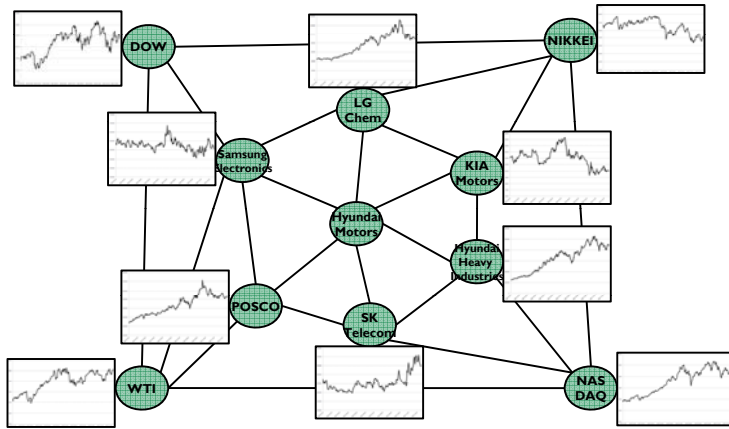 DOW
NIKKEI
LG
Chem
Samsung
Electronics
KIA
Motors
Hyundai
Motors
Hyundai
Heavy
Industries
POSCO
SK
Telecom
WTI
NAS
DAQ